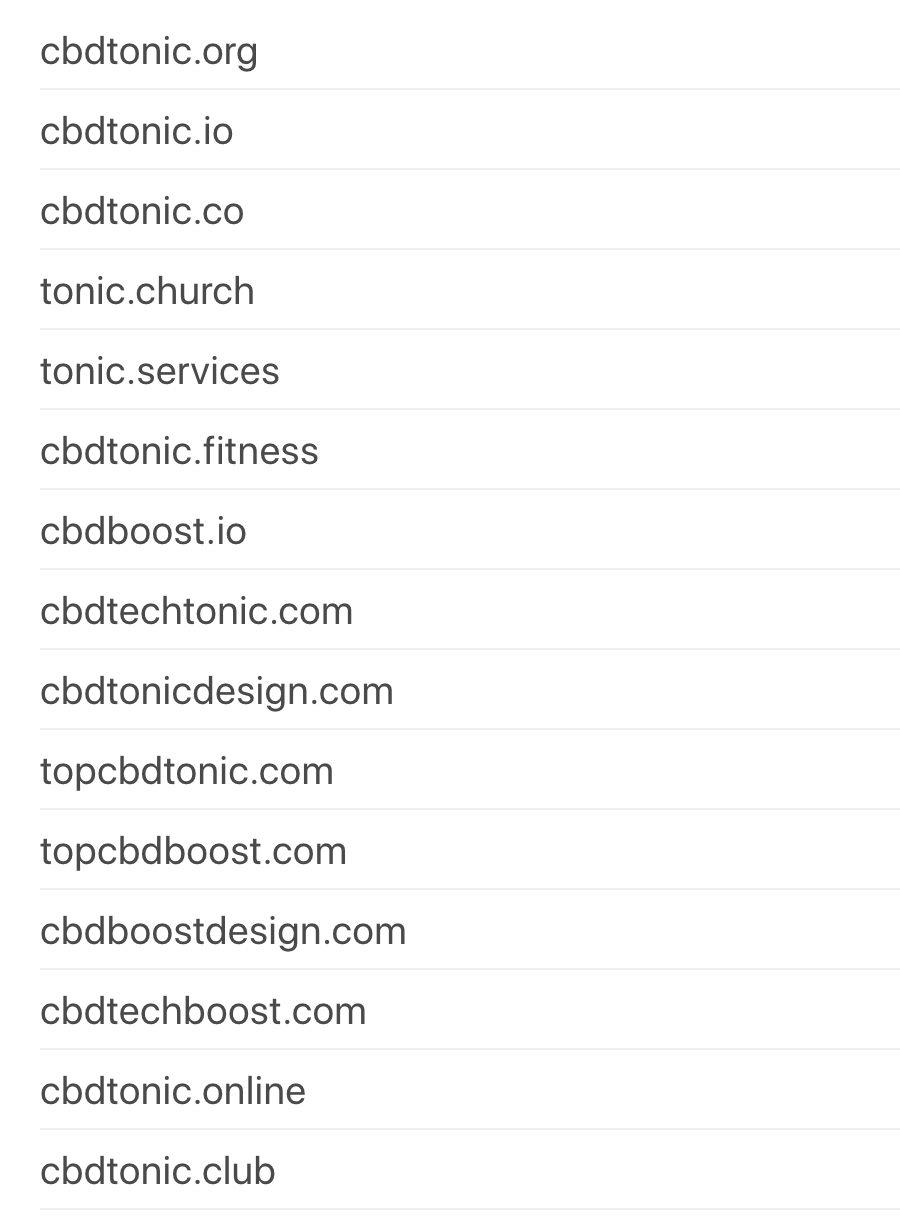 cbdtonic.org
cbdtonic.io
cbdtonic.co
tonic.church
tonic.services
cbdtonic.fitness
cbdboost.io
cbdtechtonic.com
cbdtonicdesign.com
topcbdtonic.com
topcbdboost.com
cbdboostdesign.com
cbdtechboost.com
cbdtonic.online
cbdtonic.club